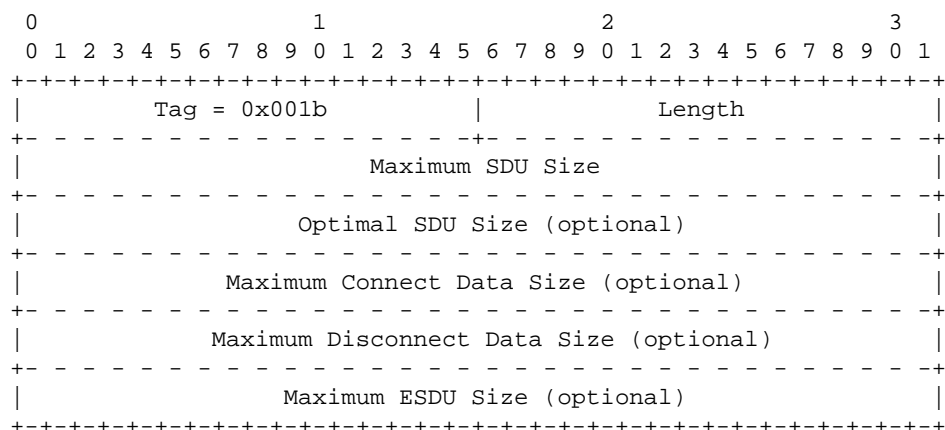 0                   1                   2                   3
 0 1 2 3 4 5 6 7 8 9 0 1 2 3 4 5 6 7 8 9 0 1 2 3 4 5 6 7 8 9 0 1
+-+-+-+-+-+-+-+-+-+-+-+-+-+-+-+-+-+-+-+-+-+-+-+-+-+-+-+-+-+-+-+-+
|         Tag = 0x001b          |            Length             |
+- - - - - - - - - - - - - - - -+- - - - - - - - - - - - - - - -+
|                        Maximum SDU Size                       |
+- - - - - - - - - - - - - - - - - - - - - - - - - - - - - - - -+
|                   Optimal SDU Size (optional)                 |
+- - - - - - - - - - - - - - - - - - - - - - - - - - - - - - - -+
|              Maximum Connect Data Size (optional)             |
+- - - - - - - - - - - - - - - - - - - - - - - - - - - - - - - -+
|             Maximum Disconnect Data Size (optional)           |
+- - - - - - - - - - - - - - - - - - - - - - - - - - - - - - - -+
|                  Maximum ESDU Size (optional)                 |
+-+-+-+-+-+-+-+-+-+-+-+-+-+-+-+-+-+-+-+-+-+-+-+-+-+-+-+-+-+-+-+-+